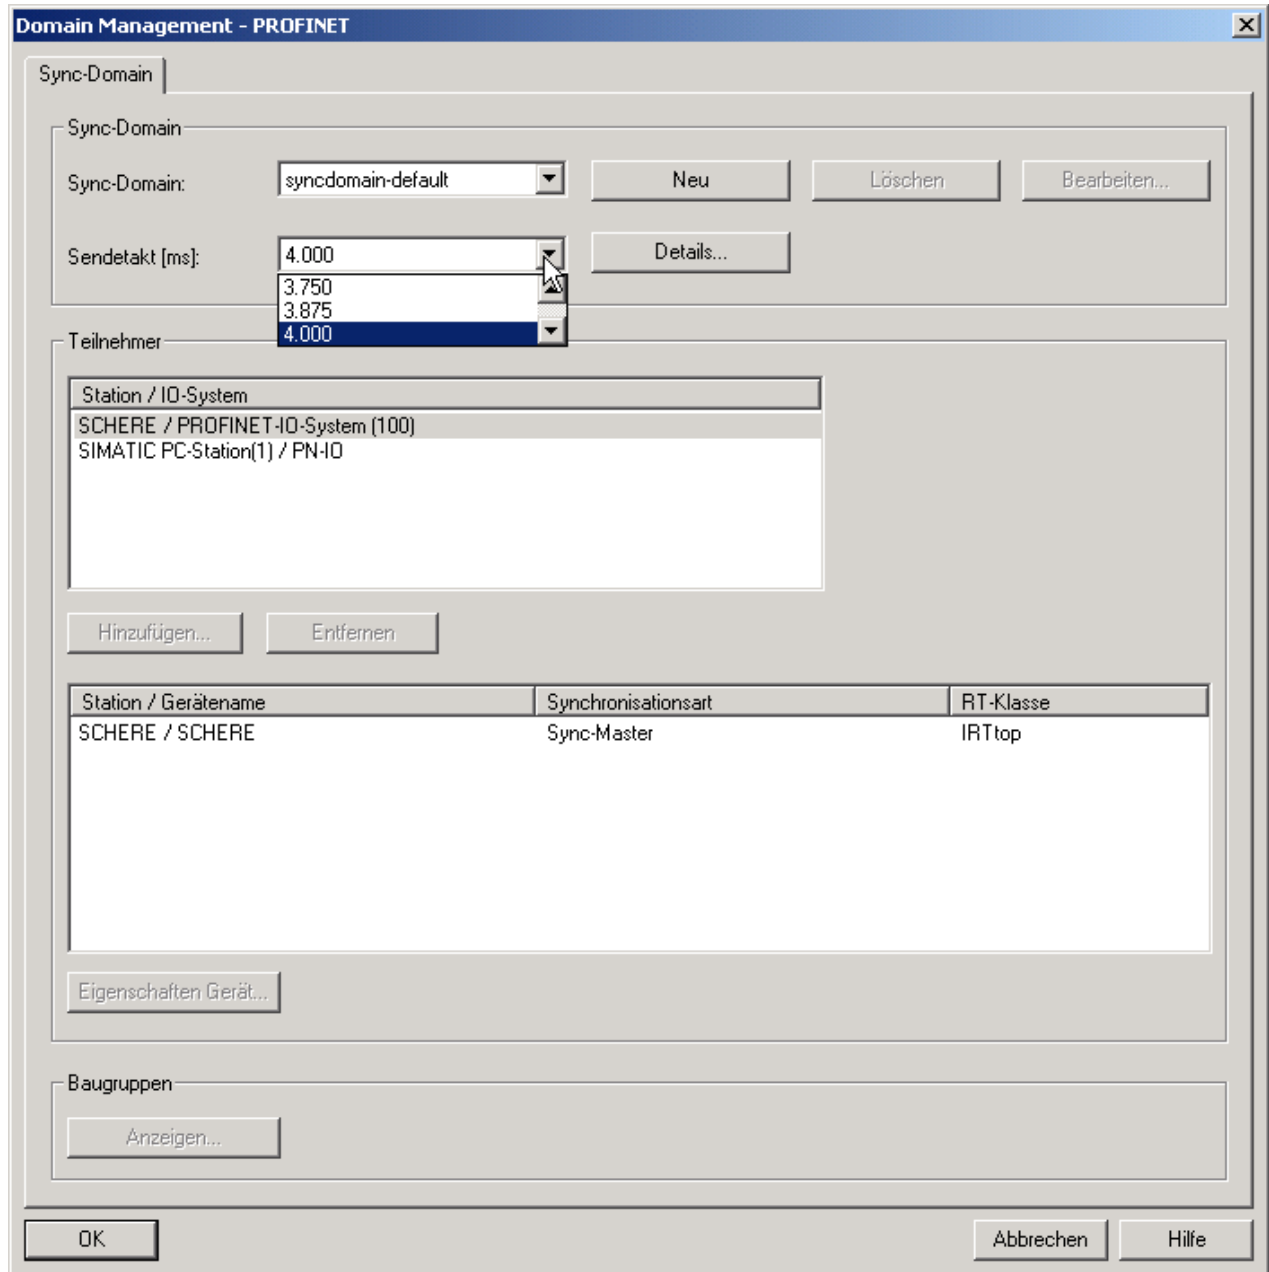 Domain Management - PROFINET
Sync-Domain
Sync-Domain
Sync-Domain: syncdomain-default Neu Löschen Bearbeiten...
Sendetakt [ms]: 4.000 Details...
3.750
3.875
4.000
Teilnehmer
Station / IO-System
SCHERE / PROFINET-IO-System (100)
SIMATIC PC-Station(1) / PN-IO
Hinzufügen... Entfernen
Station / Gerätename Synchronisationsart RT-Klasse
SCHERE / SCHERE Sync-Master IRTtop
Eigenschaften Gerät...
Baugruppen
Anzeigen...
OK Abbrechen Hilfe